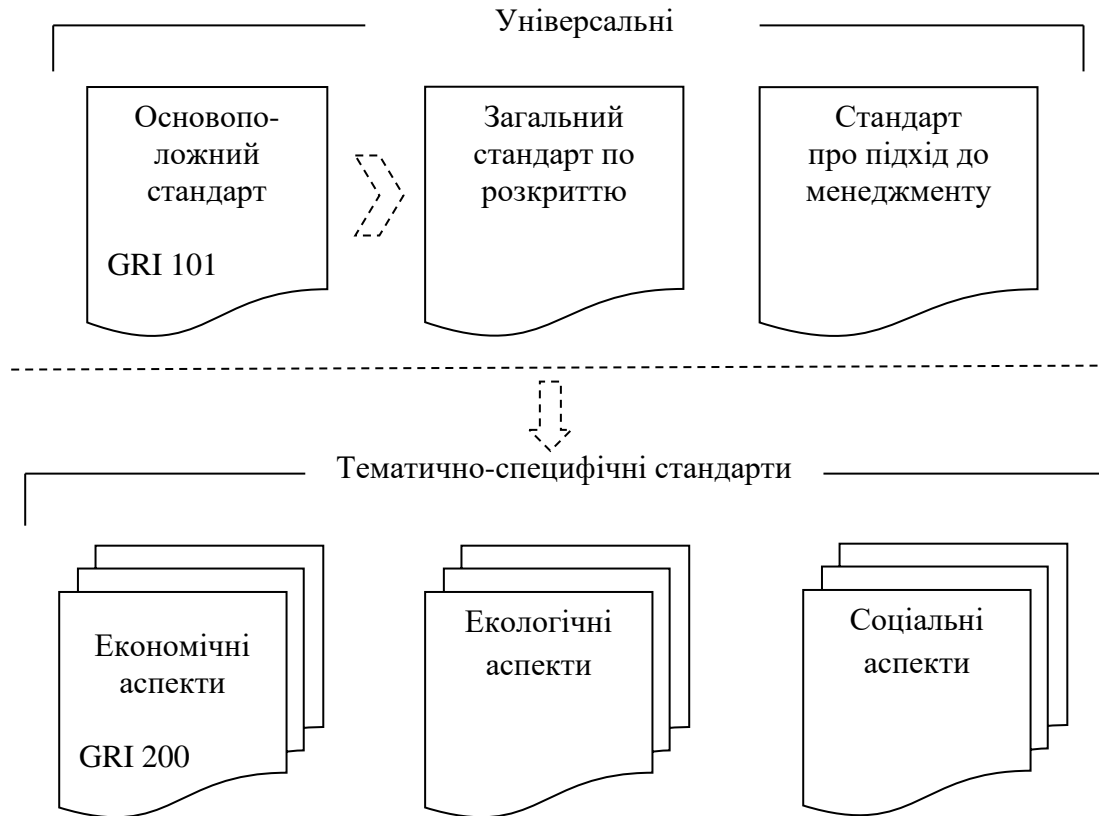 Універсальні
Основопо-
ложний
стандарт
GRI 101
Загальний
стандарт по
розкриттю
Стандарт
про підхід до
менеджменту
Тематично-специфічні стандарти
Економічні
аспекти
GRI 200
Екологічні
аспекти
Соціальні
аспекти